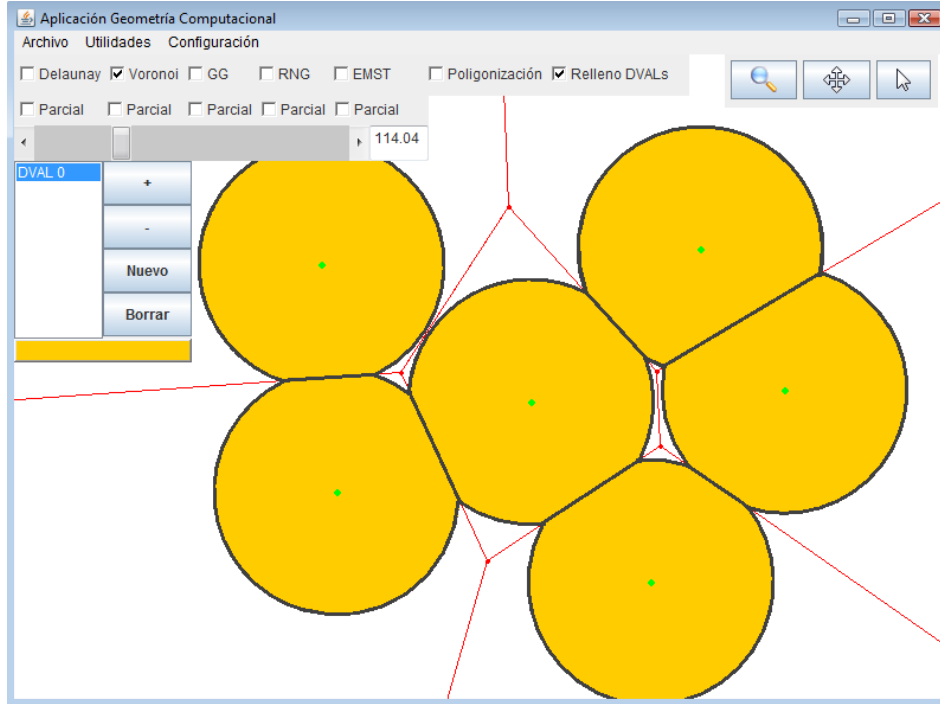 Aplicación Geometría Computacional
Archivo Utilidades Configuración
Delaunay Voronoi GG RNG EMST Poligonización Relleno DVALs
Parcial Parcial Parcial Parcial Parcial
114.04
DVAL 0
+
-
Nuevo
Borrar